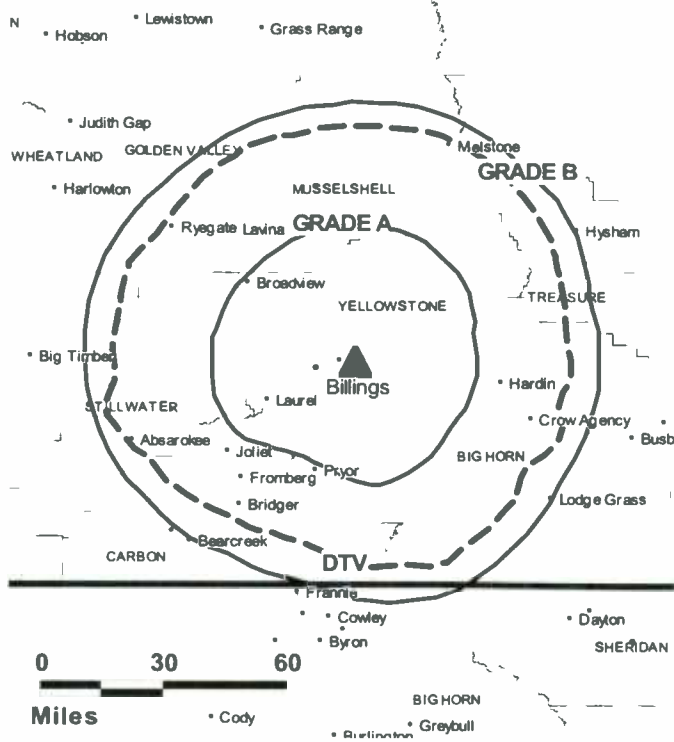 N
Lewistown
Hobson
Grass Range
Judith Gap
WHEATLAND
GOLDEN VALLEY
Melstone
GRADE B
Harlowton
MUSSELSHELL
Ryegate Lavina
GRADE A
Hysham
Broadview
YELLOWSTONE
TREASURE
Big Timber
Billings
Hardin
Laurel
STILLWATER
Crow Agency
Absarokee
Busb
Joliet
BIG HORN
Pryor
Fromberg
Bridger
Lodge Grass
Bearcreek
CARBON
DTV
Frannie
Cowley
Dayton
Byron
SHERIDAN
0 30 60
Miles
BIG HORN
Cody
Greybull
Burlington